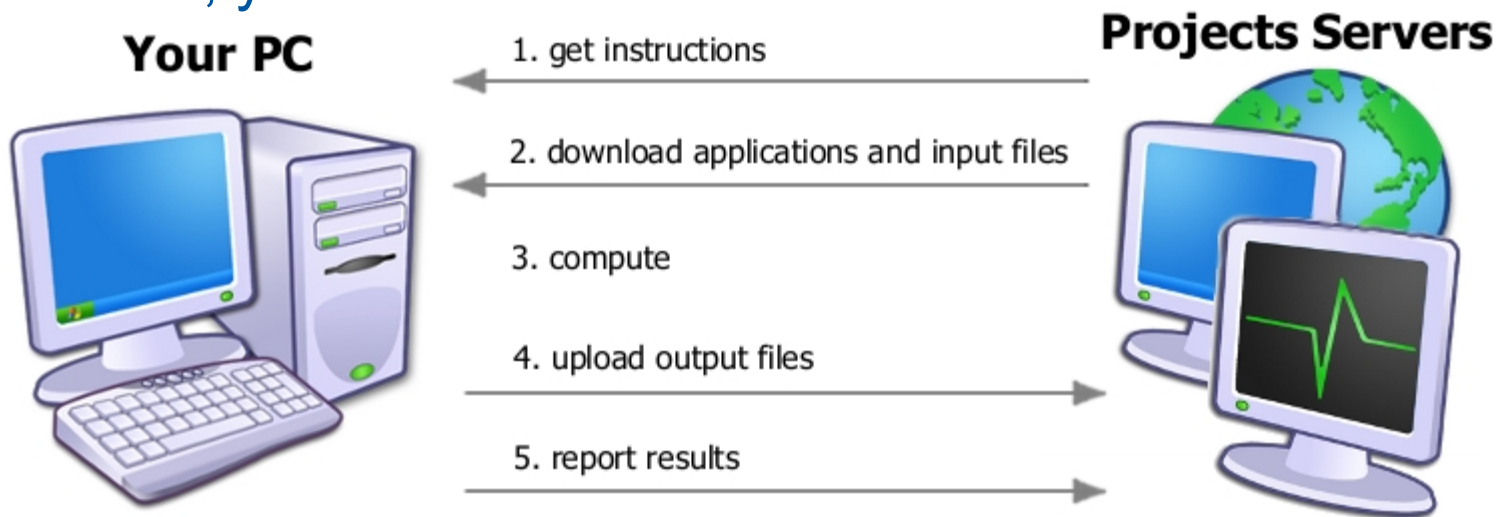 Your PC
Projects Servers
1. get instructions
2. download applications and input files
3. compute
4. upload output files
5. report results